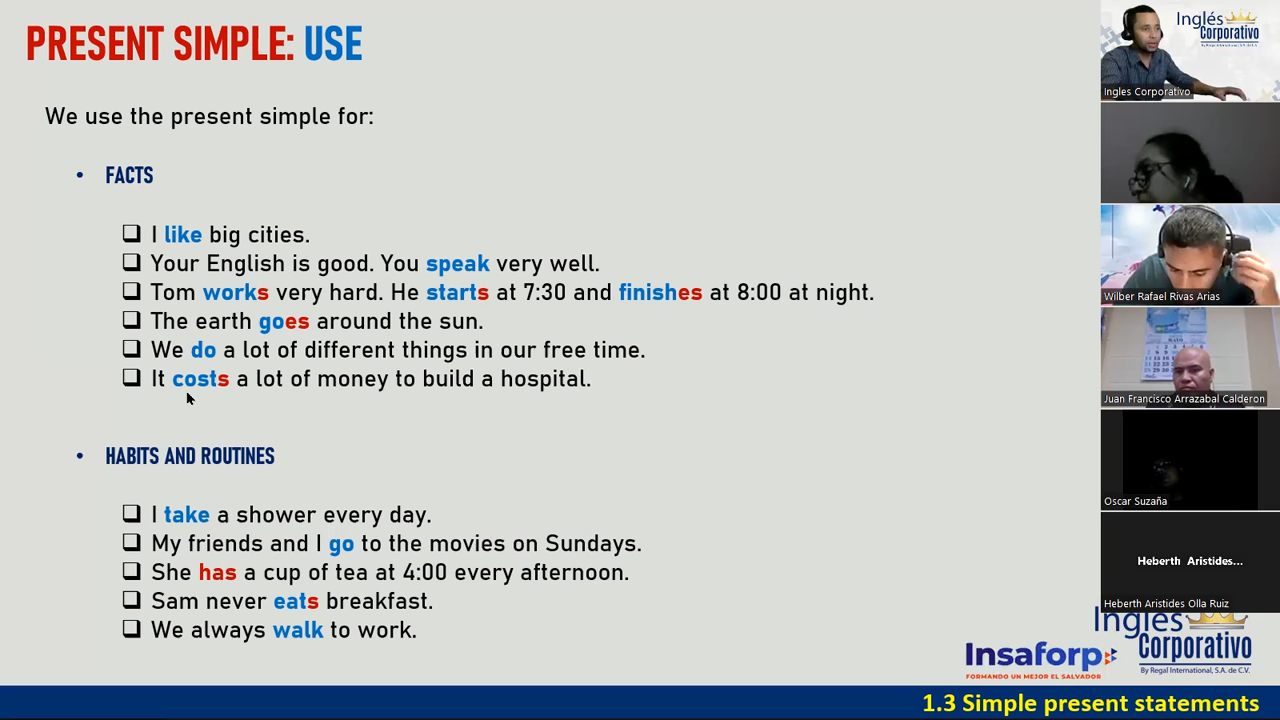 PRESENT SIMPLE: USE
We use the present simple for:
• FACTS
❑ I like big cities.
❑ Your English is good. You speak very well.
❑ Tom works very hard. He starts at 7:30 and finishes at 8:00 at night.
❑ The earth goes around the sun.
❑ We do a lot of different things in our free time.
❑ It costs a lot of money to build a hospital.
• HABITS AND ROUTINES
❑ I take a shower every day.
❑ My friends and I go to the movies on Sundays.
❑ She has a cup of tea at 4:00 every afternoon.
❑ Sam never eats breakfast.
❑ We always walk to work.
Inglés
Corporativo
Ingles Corporativo
Wilber Rafael Rivas Arias
MAYO
Juan Francisco Arrazabal Calderon
Oscar Suzaña
Heberth Aristides...
Heberth Aristides Olla Ruiz
Inglés
Corporativo
By Regal International, S.A. de C.V.
Insaforp
FORMANDO UN MEJOR EL SALVADOR
1.3 Simple present statements